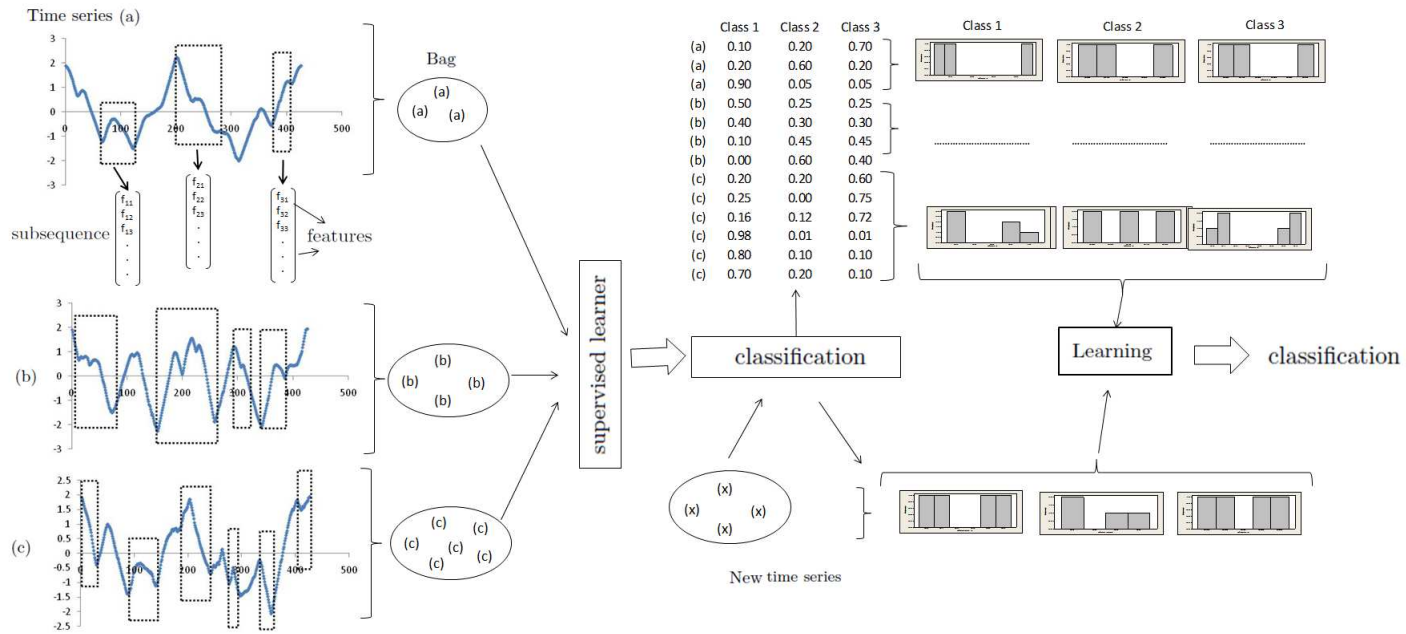 Time series (a)
3
2
1
0
-1
-2
-3
0 100 200 300 400 500
f11
f12
f13
.
.
.
f21
f22
f23
.
.
.
f31
f32
f33
.
.
.
subsequence
features
Bag
(a)
(a) (a)
(b)
3
2
1
0
-1
-2
-3
0 100 200 300 400 500
(b)
(b) (b)
(b)
(c)
2.5
2
1.5
1
0.5
0
-0.5
-1
-1.5
-2
-2.5
0 100 200 300 400 500
(c) (c)
(c) (c)
(c) (c)
supervised learner
classification
Class 1 Class 2 Class 3
(a) 0.10 0.20 0.70
(a) 0.20 0.60 0.20
(a) 0.90 0.05 0.05
(b) 0.50 0.25 0.25
(b) 0.40 0.30 0.30
(b) 0.10 0.45 0.45
(b) 0.00 0.60 0.40
(c) 0.20 0.20 0.60
(c) 0.25 0.00 0.75
(c) 0.16 0.12 0.72
(c) 0.98 0.01 0.01
(c) 0.80 0.10 0.10
(c) 0.70 0.20 0.10
Class 1 Class 2 Class 3
Learning
classification
(x)
(x) (x)
(x)
New time series